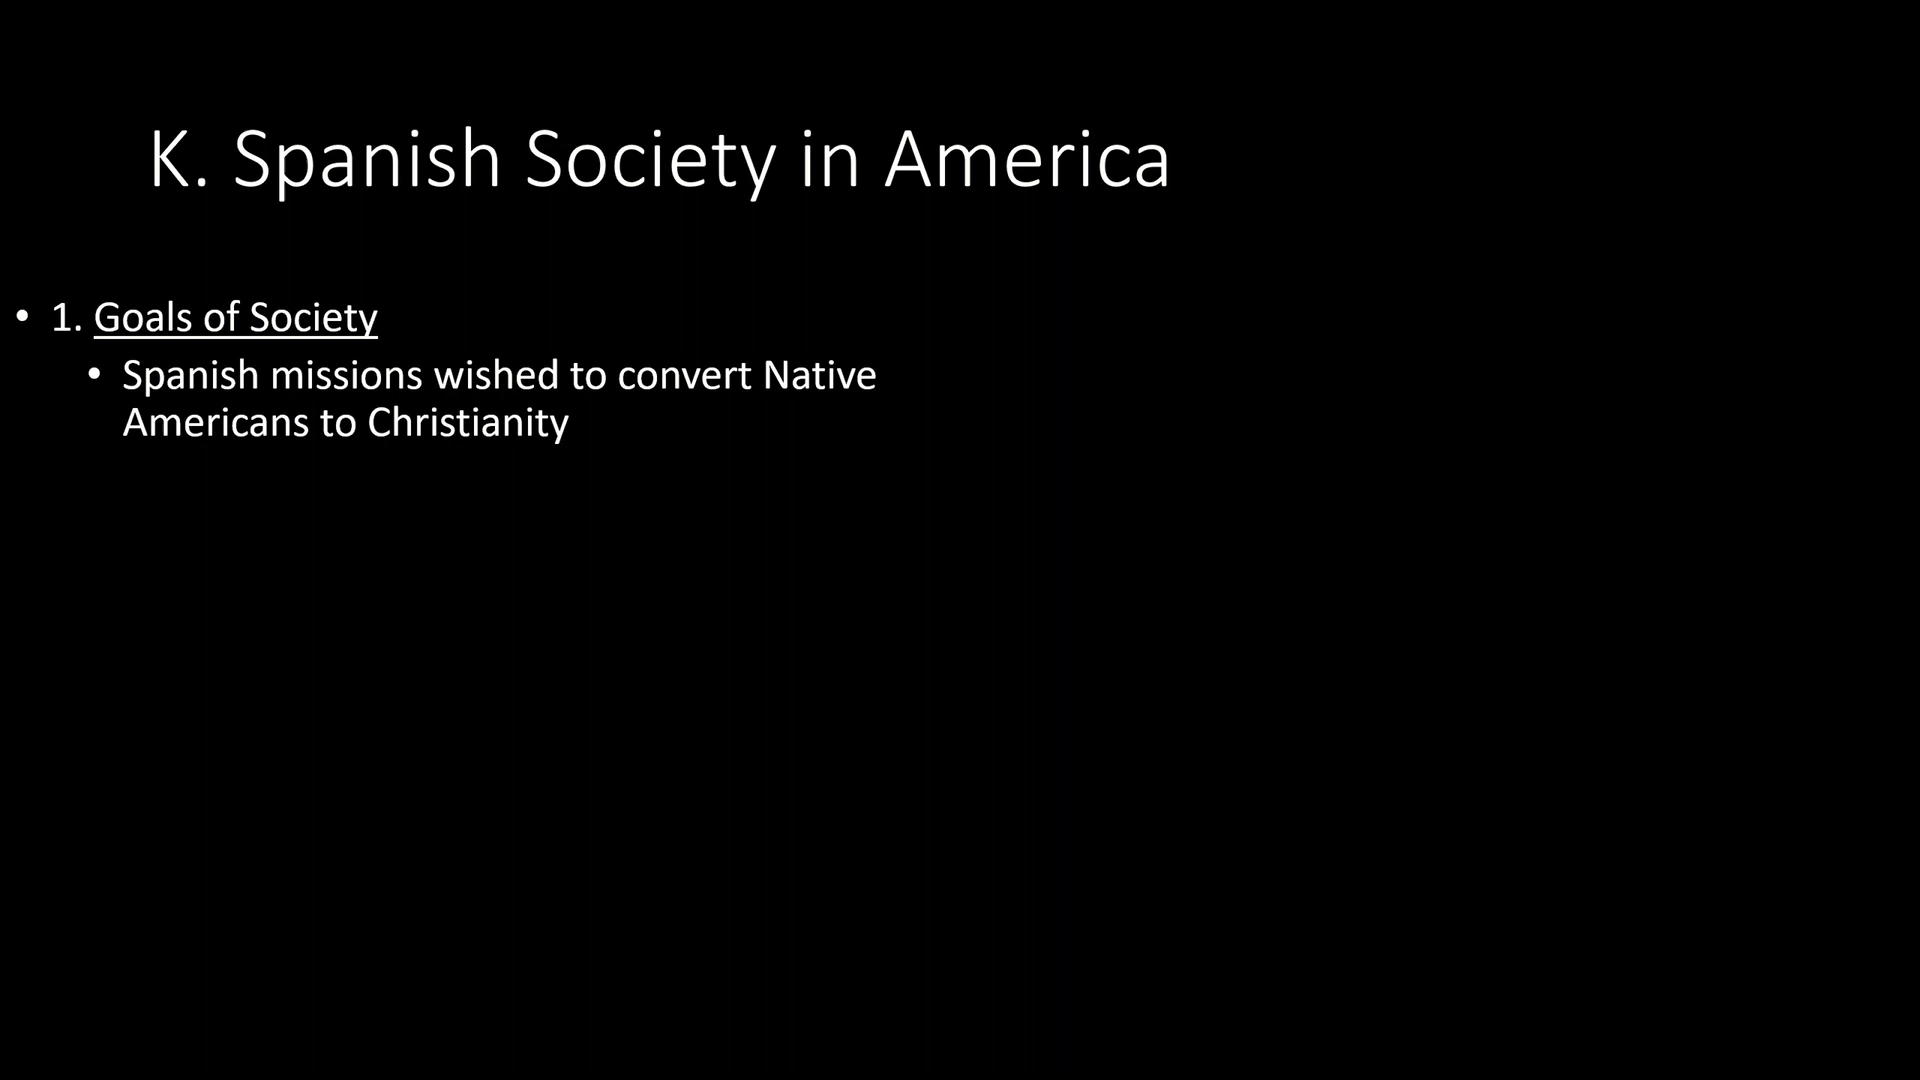 K. Spanish Society in America
• 1. Goals of Society
• Spanish missions wished to convert Native
Americans to Christianity